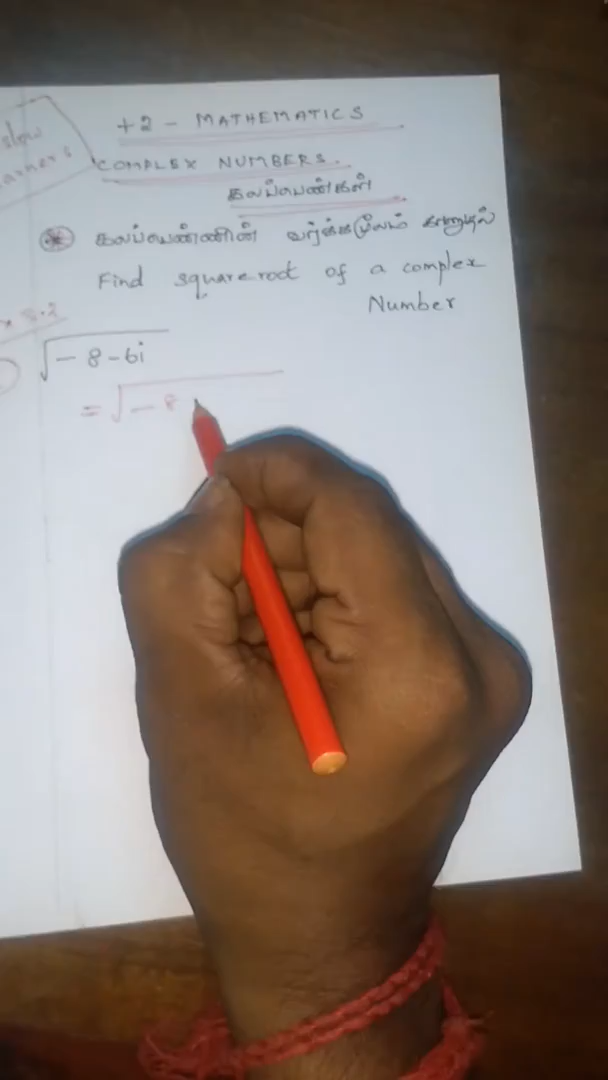 +2 - MATHEMATICS
COMPLEX NUMBERS.
கலப்பெண்கள்
கலப்பெண்ணின் வர்க்கமூலம் காணுதல்
Find square root of a complex
Number
√-8-6i
= √-8